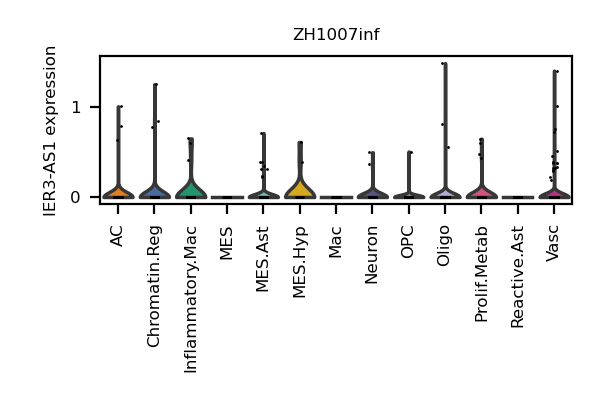 ZH1007inf
IER3-AS1 expression
1
0
AC
Chromatin.Reg
Inflammatory.Mac
MES
MES.Ast
MES.Hyp
Mac
Neuron
OPC
Oligo
Prolif.Metab
Reactive.Ast
Vasc